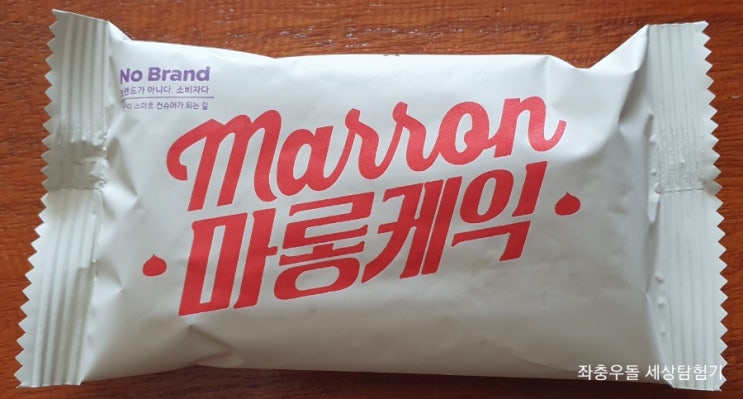 No Brand
브랜드가 아니다. 소비자다
이 스마트 컨슈머가 되는 길
Marron
마롱케익
좌충우돌 세상탐험기